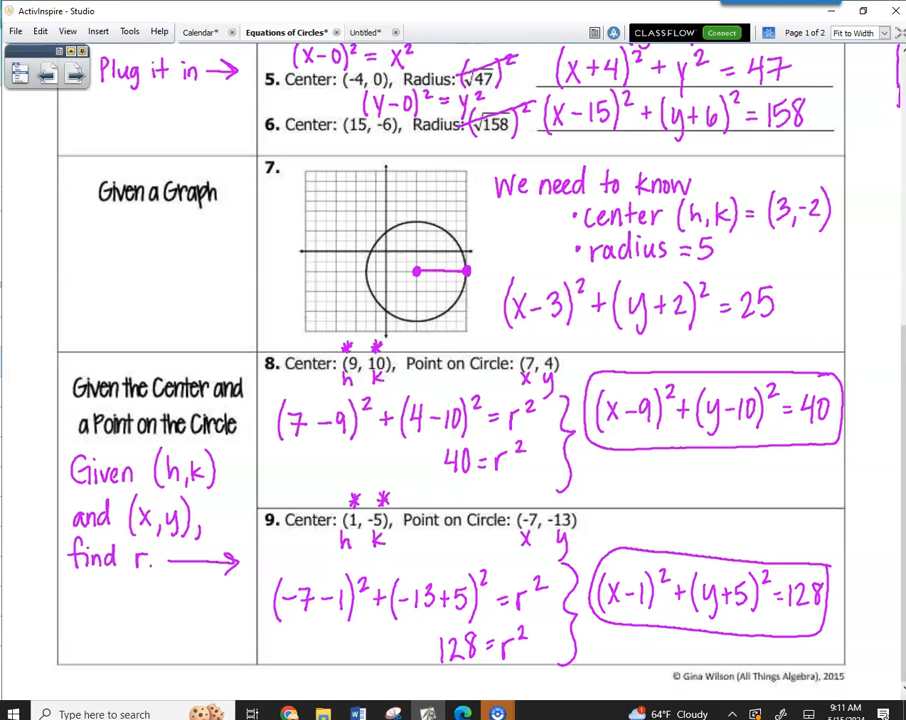 ActivInspire
File Edit View Insert Tools Help
Calendar* Equations of Circles* Untitled*
CLASSFLOW Connect
Page 1 of 2 Fit to Width
Plug it in →
(x-0)² = x²
5. Center: (-4, 0), Radius: (√47)² (x+4)² + y² = 47
(y-0)² = y²
6. Center: (15, -6), Radius: (√158)² (x-15)² + (y+6)² = 158
Given a Graph
7.
We need to know
• center (h,k) = (3,-2)
• radius = 5
(x-3)² + (y+2)² = 25
Given the Center and
a Point on the Circle
Given (h,k)
and (x,y),
find r. →
* *
8. Center: (9, 10), Point on Circle: (7, 4)
h k x y
(7-9)² + (4-10)² = r² } (x-9)² + (y-10)² = 40
40 = r²
* *
9. Center: (1, -5), Point on Circle: (-7, -13)
h k x y
(-7-1)² + (-13+5)² = r² } (x-1)² + (y+5)² = 128
128 = r²
© Gina Wilson (All Things Algebra), 2015
Type here to search
64°F Cloudy
9:11 AM